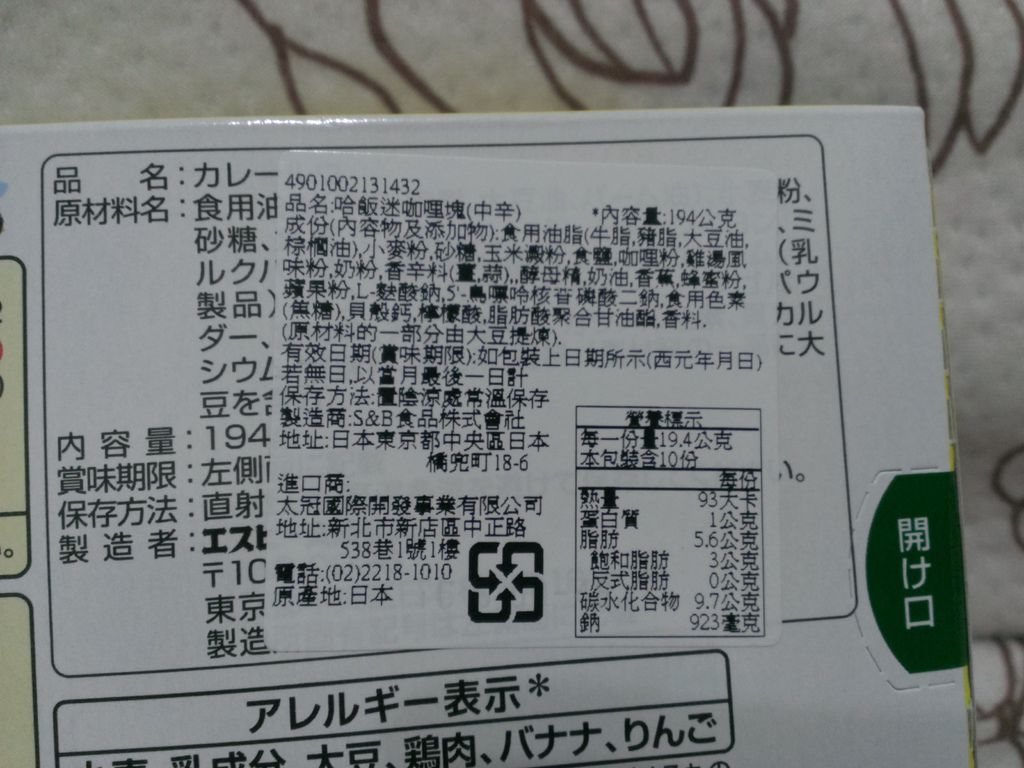 品名:カレー
原材料名:食用油
砂糖、
ルクパ
製品)
ダー、
シウム
豆を含
粉、ミ
、乳
(ウル
パ
カル
に大
内容量:194
賞味期限:左側
い。
保存方法:直射
製造者:エスビ
〒10
東京
製造
4901002131432
品名:哈飯迷咖哩塊(中辛) *內容量:194公克
成份(內容物及添加物):食用油脂(牛脂,豬脂,大豆油,
棕櫚油),小麥粉,砂糖,玉米澱粉,食鹽,咖哩粉,雞湯風
味粉,奶粉,香辛料(薑,蒜),酵母精,奶油,香蕉,蜂蜜粉,
蘋果粉,L-麩酸鈉,5'-鳥嘌呤核苷磷酸二鈉,食用色素
(焦糖),貝殼鈣,檸檬酸,脂肪酸聚合甘油酯,香料.
(原材料的一部分由大豆提煉).
有效日期(賞味期限):如包裝上日期所示(西元年月日)
若無日,以當月最後一日計
保存方法:置陰涼處常溫保存
製造商:S&B食品株式會社
地址:日本東京都中央區日本
橋兜町18-6
進口商:
太冠國際開發事業有限公司
地址:新北市新店區中正路
538巷1號1樓
電話:(02)2218-1010
原產地:日本
營養標示
每一份量19.4公克
本包裝含10份
每份
熱量 93大卡
蛋白質 1公克
脂肪 5.6公克
飽和脂肪 3公克
反式脂肪 0公克
碳水化合物 9.7公克
鈉 923毫克
開け口
アレルギー表示*
小麦、乳成分、大豆、鶏肉、バナナ、りんご